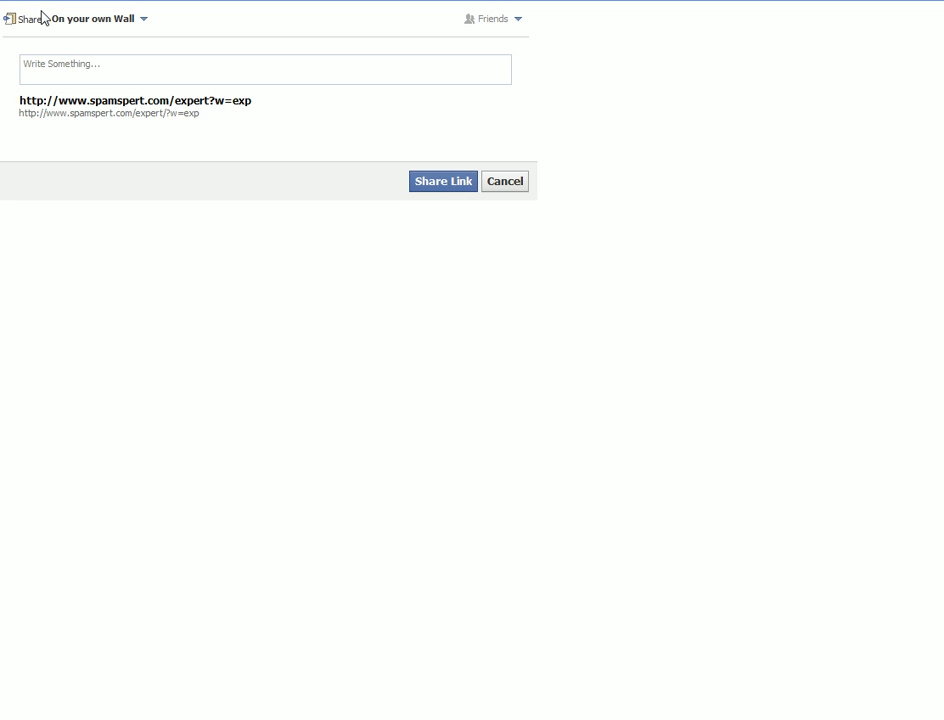 Share On your own Wall Friends
Write Something...
http://www.spamspert.com/expert?w=exp
http://www.spamspert.com/expert/?w=exp
Share Link Cancel